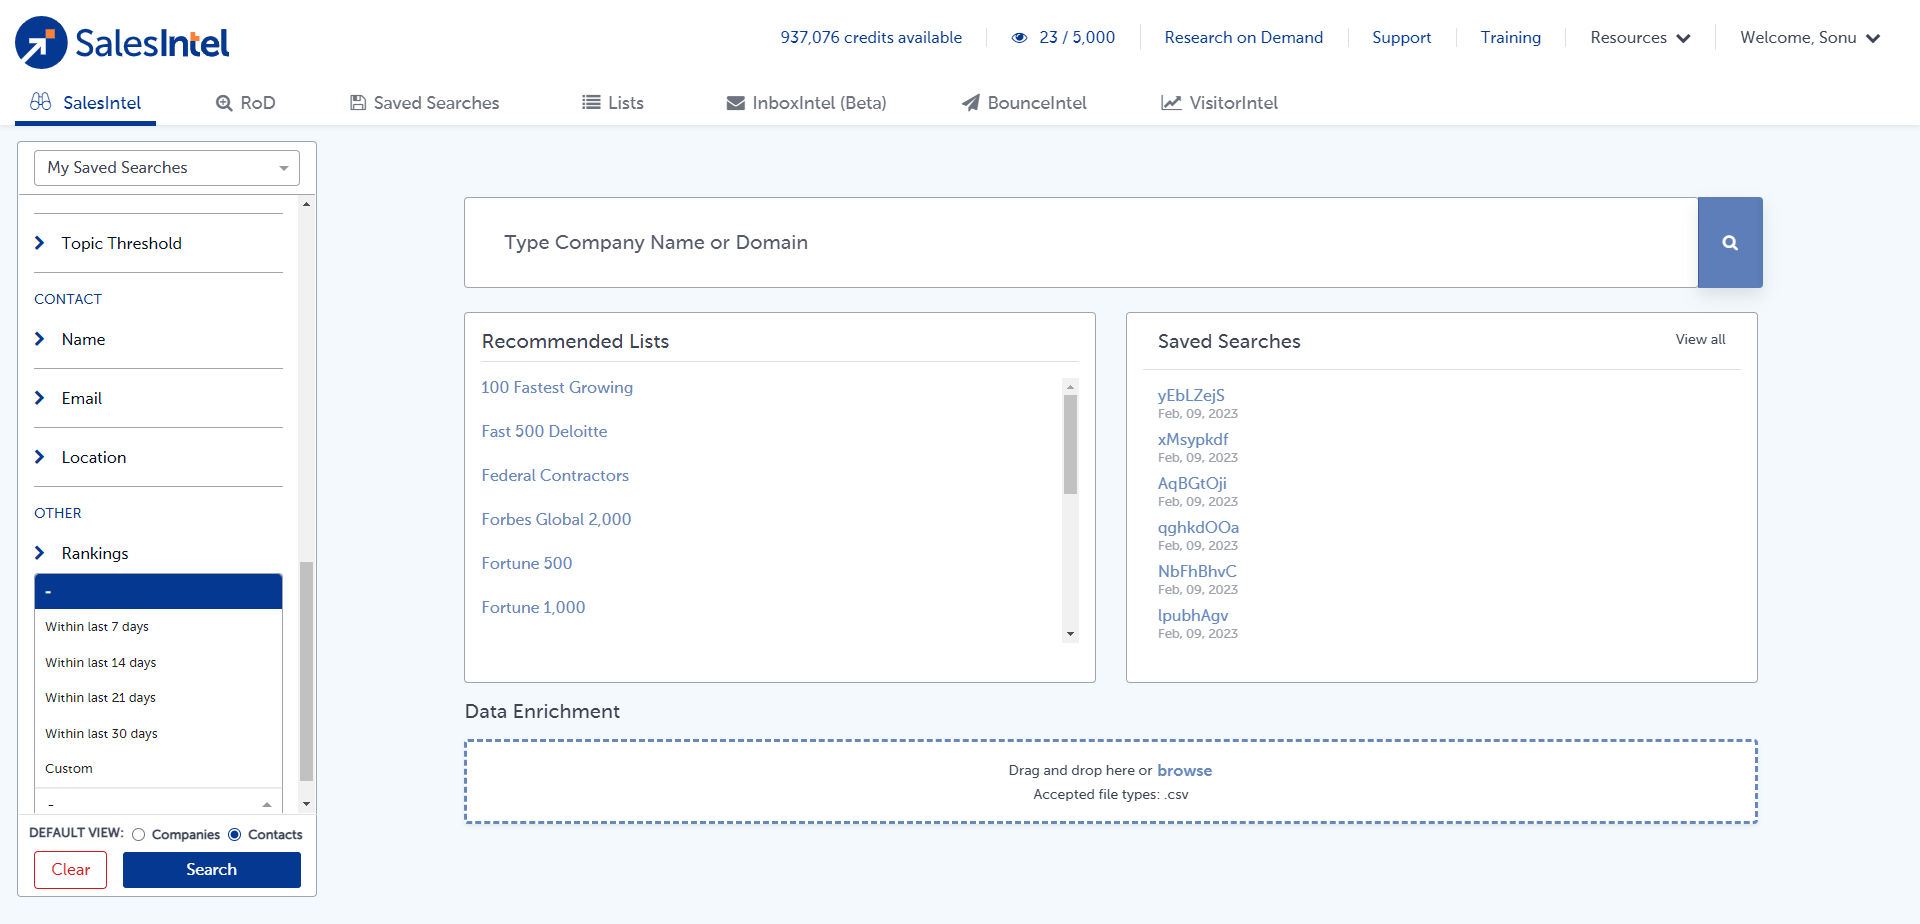 SalesIntel
937,076 credits available
23 / 5,000
Research on Demand
Support
Training
Resources
Welcome, Sonu
SalesIntel
RoD
Saved Searches
Lists
InboxIntel (Beta)
BounceIntel
VisitorIntel
My Saved Searches
Topic Threshold
CONTACT
Name
Email
Location
OTHER
Rankings
-
Within last 7 days
Within last 14 days
Within last 21 days
Within last 30 days
Custom
-
DEFAULT VIEW: Companies Contacts
Clear
Search
Type Company Name or Domain
Recommended Lists
100 Fastest Growing
Fast 500 Deloitte
Federal Contractors
Forbes Global 2,000
Fortune 500
Fortune 1,000
Saved Searches
View all
yEbLZejS
Feb, 09, 2023
xMsypkdf
Feb, 09, 2023
AqBGtOji
Feb, 09, 2023
qghkdOOa
Feb, 09, 2023
NbFhBhvC
Feb, 09, 2023
lpubhAgv
Feb, 09, 2023
Data Enrichment
Drag and drop here or browse
Accepted file types: .csv